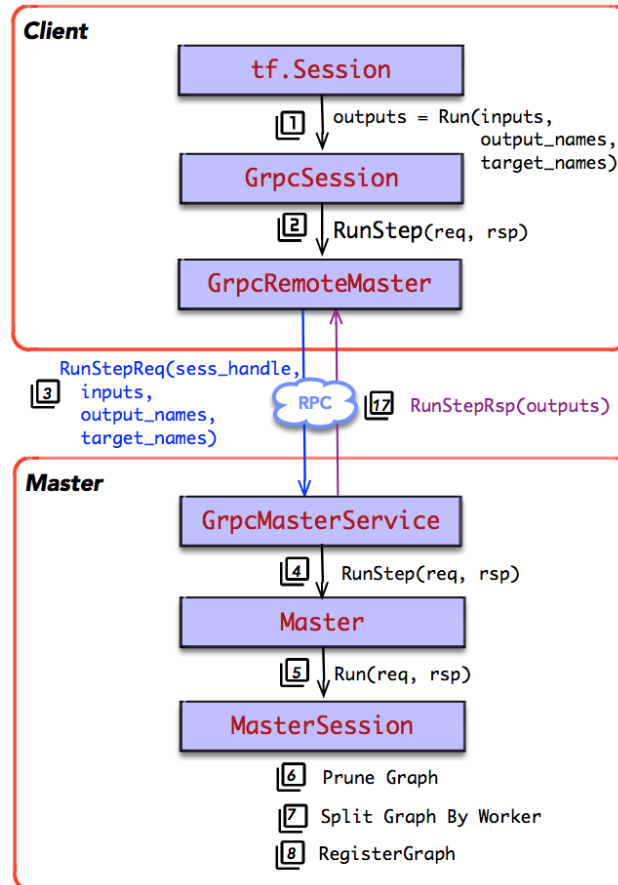 Client
tf.Session
1
outputs = Run(inputs,
output_names,
target_names)
GrpcSession
2
RunStep(req, rsp)
GrpcRemoteMaster
RunStepReq(sess_handle,
3
inputs,
output_names,
target_names)
RPC
17
RunStepRsp(outputs)
Master
GrpcMasterService
4
RunStep(req, rsp)
Master
5
Run(req, rsp)
MasterSession
6 Prune Graph
7 Split Graph By Worker
8 RegisterGraph